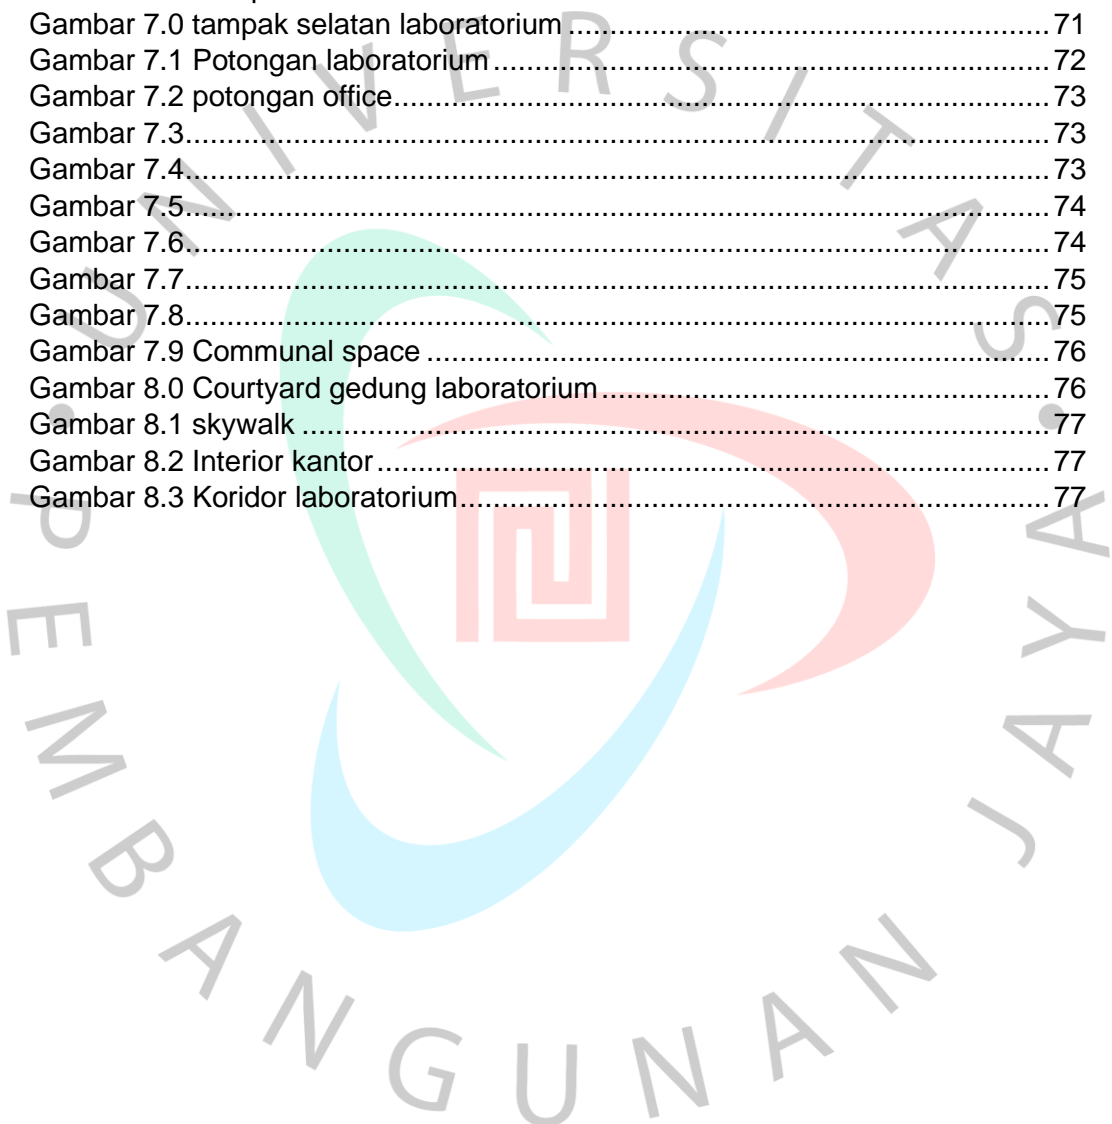 Gambar 7.0 tampak selatan laboratorium .......................................................... 71
Gambar 7.1 Potongan laboratorium ................................................................... 72
Gambar 7.2 potongan office ............................................................................... 73
Gambar 7.3 ........................................................................................................ 73
Gambar 7.4 ........................................................................................................ 73
Gambar 7.5 ........................................................................................................ 74
Gambar 7.6 ........................................................................................................ 74
Gambar 7.7 ........................................................................................................ 75
Gambar 7.8 ........................................................................................................ 75
Gambar 7.9 Communal space ........................................................................... 76
Gambar 8.0 Courtyard gedung laboratorium ...................................................... 76
Gambar 8.1 skywalk .......................................................................................... 77
Gambar 8.2 Interior kantor ................................................................................. 77
Gambar 8.3 Koridor laboratorium ....................................................................... 77
UNIVERSITAS • PEMBANGUNAN JAYA •